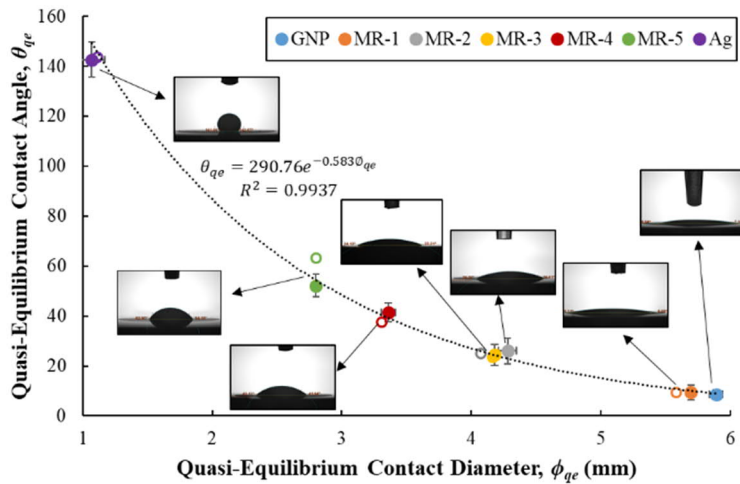 GNP MR-1 MR-2 MR-3 MR-4 MR-5 Ag
θqe = 290.76e^−0.583∅qe
R² = 0.9937
Quasi-Equilibrium Contact Angle, θqe
160
140
120
100
80
60
40
20
0
1 2 3 4 5 6
Quasi-Equilibrium Contact Diameter, ϕqe (mm)